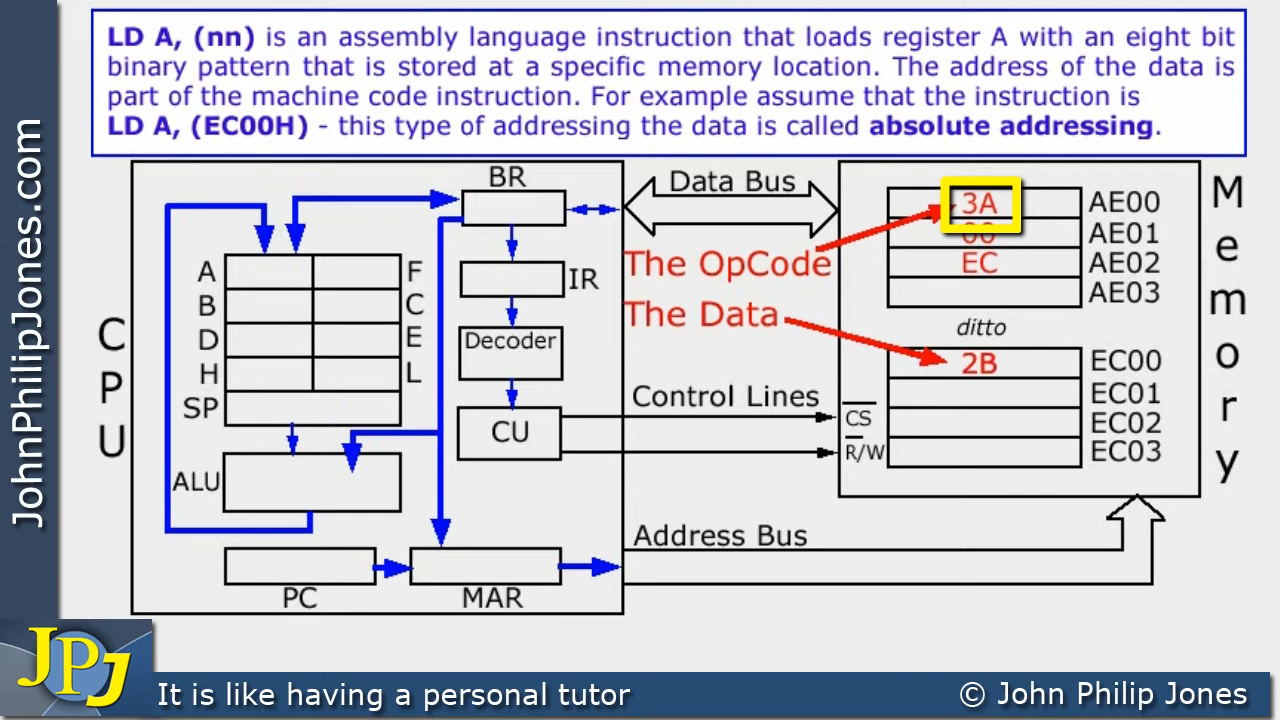 LD A, (nn) is an assembly language instruction that loads register A with an eight bit
binary pattern that is stored at a specific memory location. The address of the data is
part of the machine code instruction. For example assume that the instruction is
LD A, (EC00H) - this type of addressing the data is called absolute addressing.
JohnPhilipJones.com
CPU
BR
IR
Decoder
CU
A F
B C
D E
H L
SP
ALU
PC
MAR
Data Bus
The OpCode
The Data
Control Lines
CS
R/W
Address Bus
3A AE00
00 AE01
EC AE02
AE03
ditto
2B EC00
EC01
EC02
EC03
Memory
JPJ
It is like having a personal tutor
© John Philip Jones